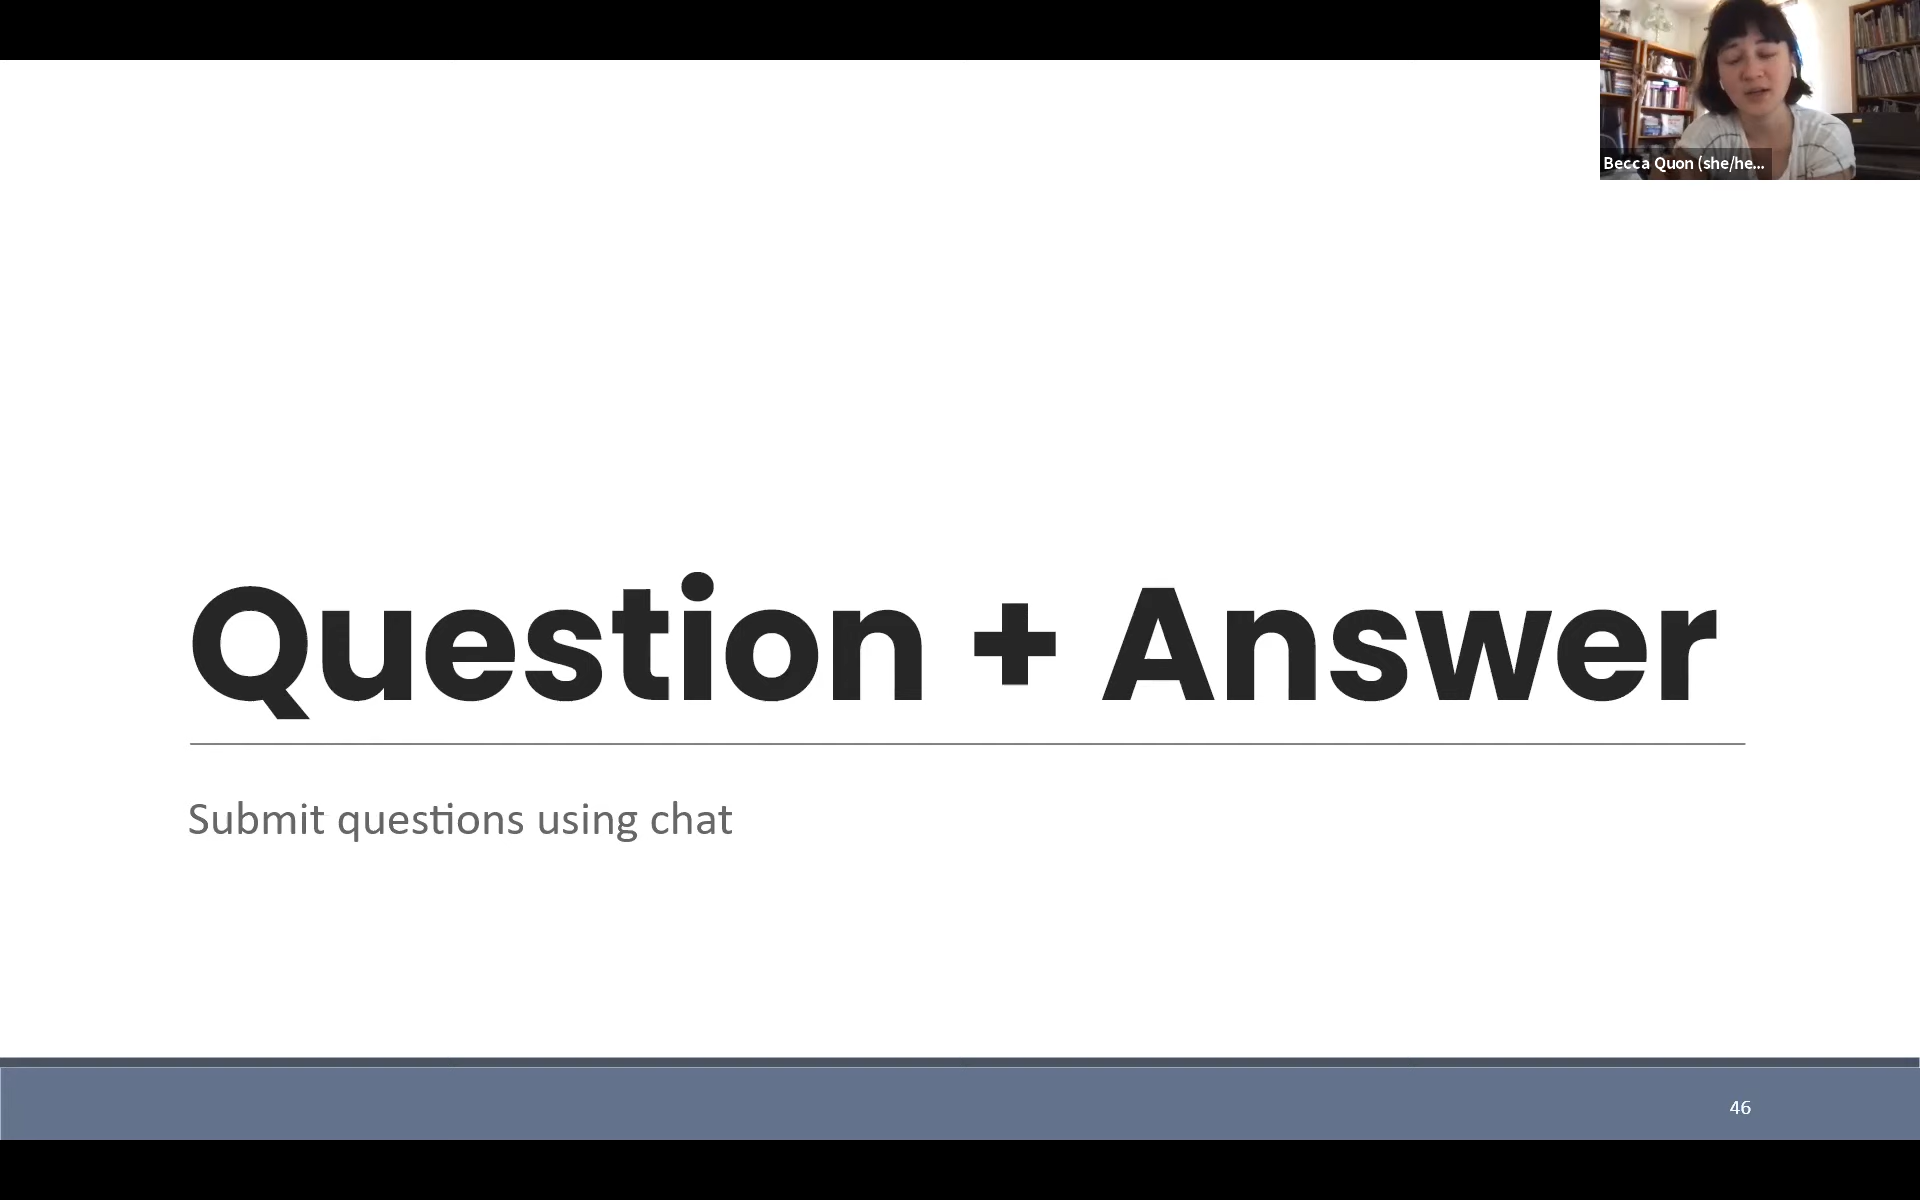 Becca Quon (she/he...
Question + Answer
Submit questions using chat
46